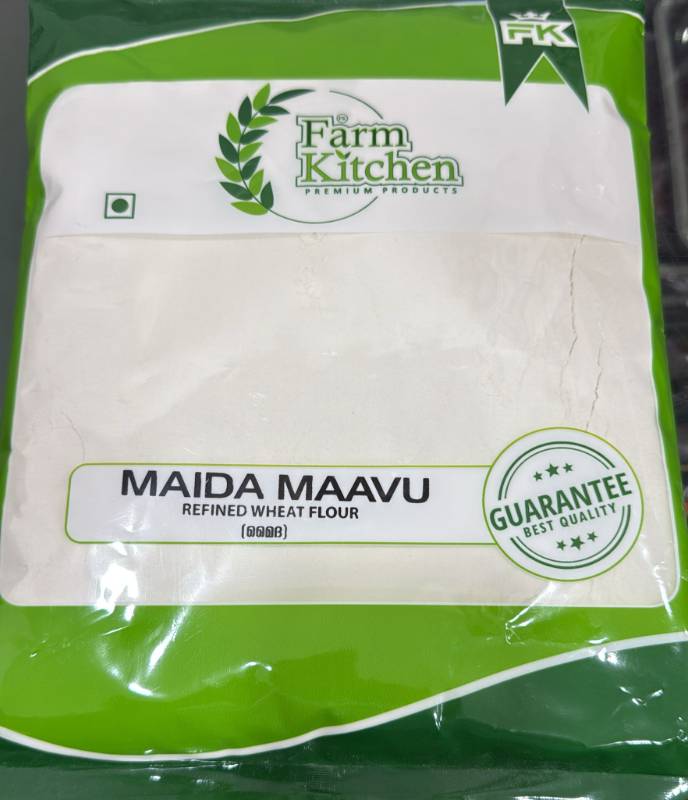 FK
Farm
Kitchen
PREMIUM PRODUCTS
MAIDA MAAVU
REFINED WHEAT FLOUR
(മൈദ)
GUARANTEE
BEST QUALITY